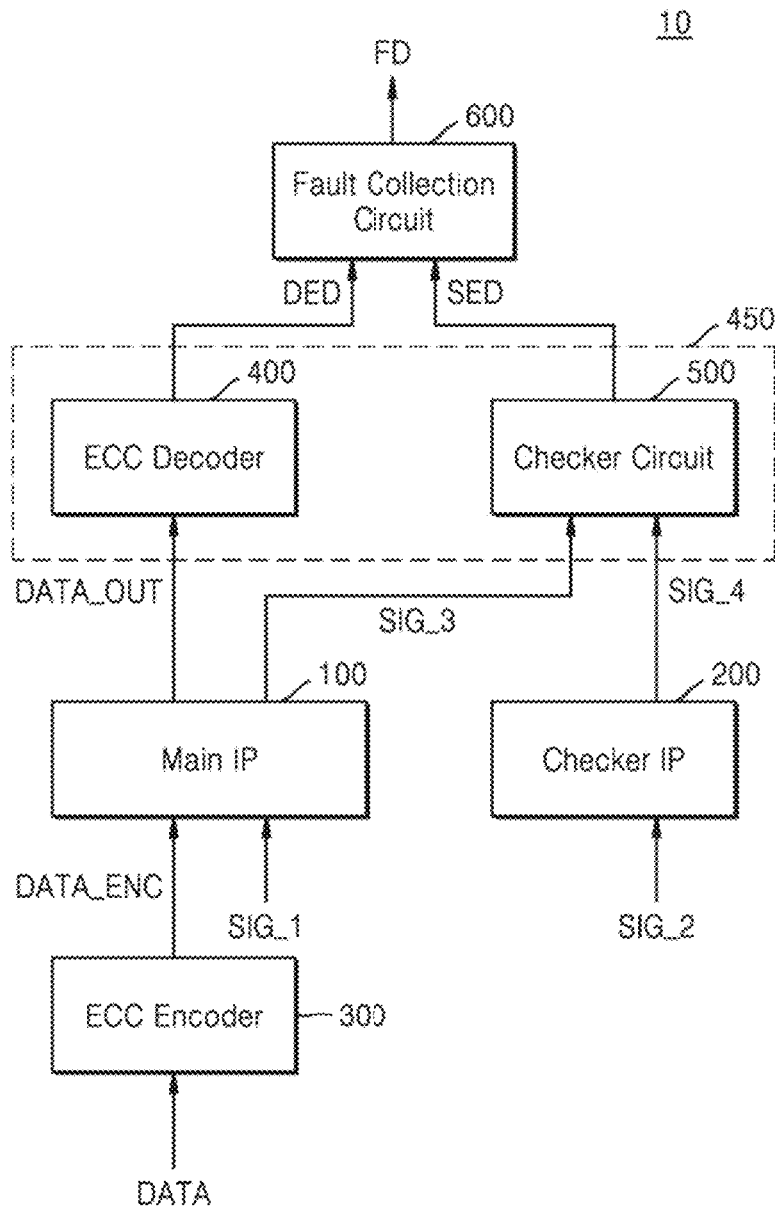 10
FD
600
Fault Collection
Circuit
DED
SED
450
400
500
ECC Decoder
Checker Circuit
DATA_OUT
SIG_3
SIG_4
100
200
Main IP
Checker IP
DATA_ENC
SIG_1
SIG_2
ECC Encoder
300
DATA